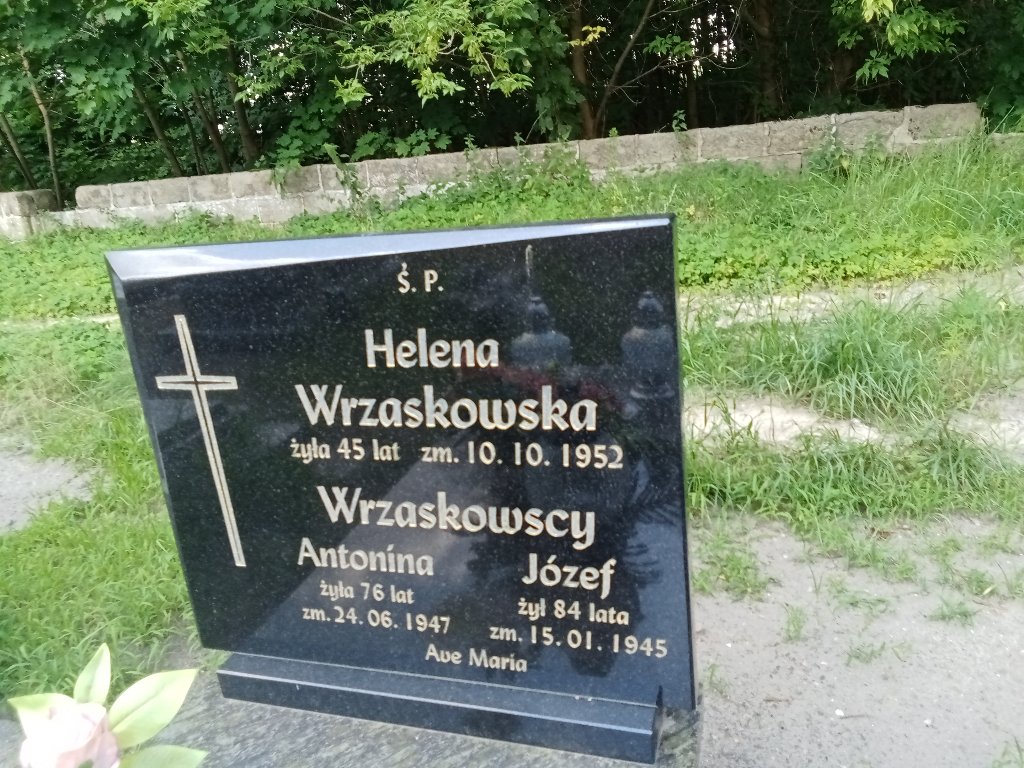 Ś. P.
Helena
Wrzaskowska
żyła 45 lat zm. 10. 10. 1952
Wrzaskowscy
Antonina
żyła 76 lat
zm. 24. 06. 1947
Józef
żył 84 lata
zm. 15. 01. 1945
Ave Maria